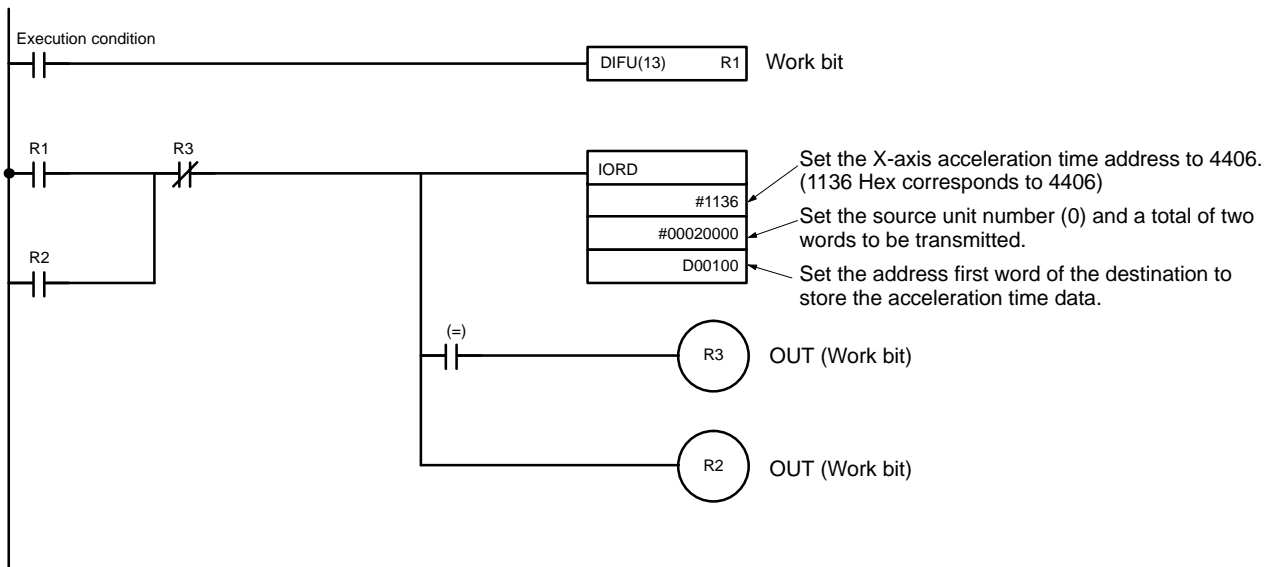 Execution condition
DIFU(13) R1 Work bit
R1 R3
IORD
#1136
#00020000
D00100
Set the X-axis acceleration time address to 4406.
(1136 Hex corresponds to 4406)
Set the source unit number (0) and a total of two
words to be transmitted.
Set the address first word of the destination to
store the acceleration time data.
R2
(=)
R3 OUT (Work bit)
R2 OUT (Work bit)